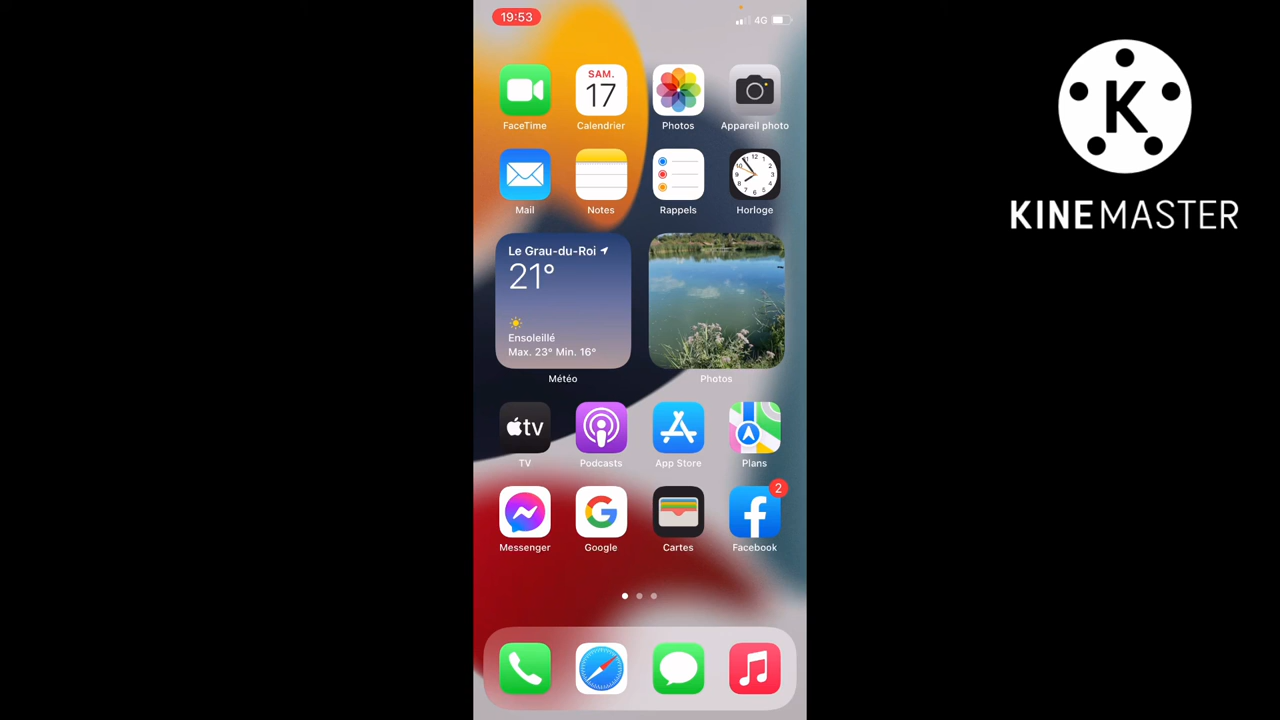 19:53
4G
SAM.
17
FaceTime
Calendrier
Photos
Appareil photo
12
Mail
Notes
Rappels
Horloge
Le Grau-du-Roi
21°
Ensoleillé
Max. 23° Min. 16°
Météo
Photos
tv
TV
Podcasts
App Store
Plans
G
2
f
Messenger
Google
Cartes
Facebook
K
KINEMASTER